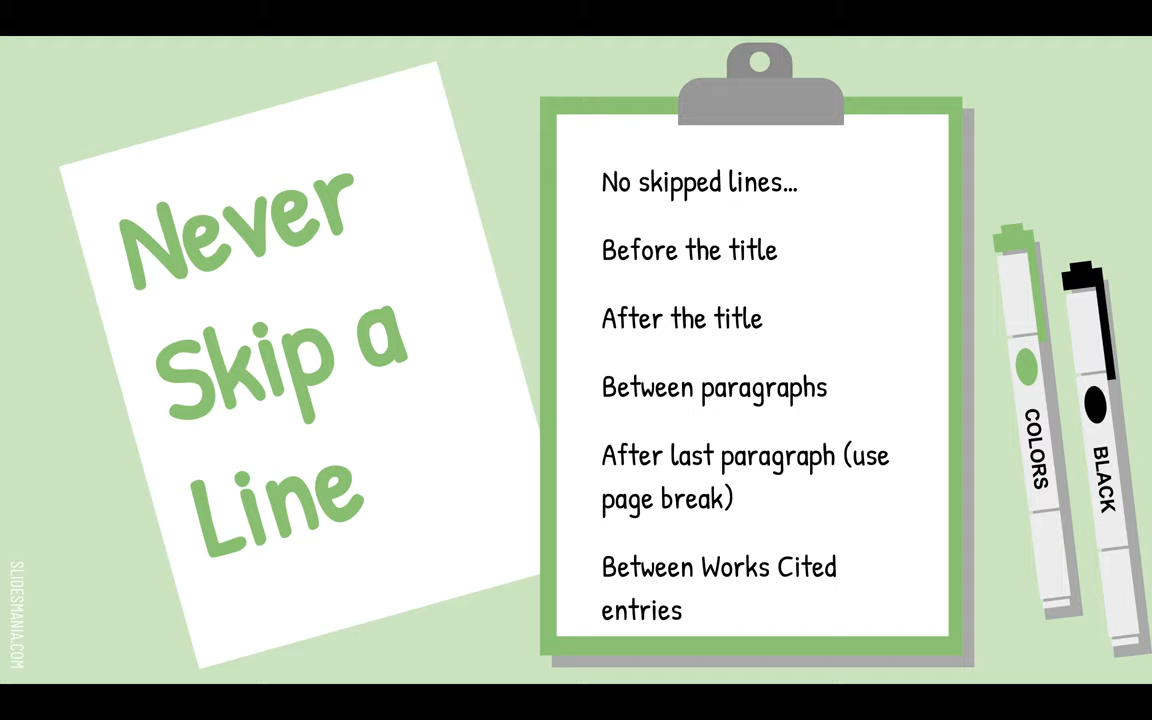 Never
Skip a
Line
No skipped lines...
Before the title
After the title
Between paragraphs
After last paragraph (use
page break)
Between Works Cited
entries
COLORS
BLACK
SLIDESMANIA.COM